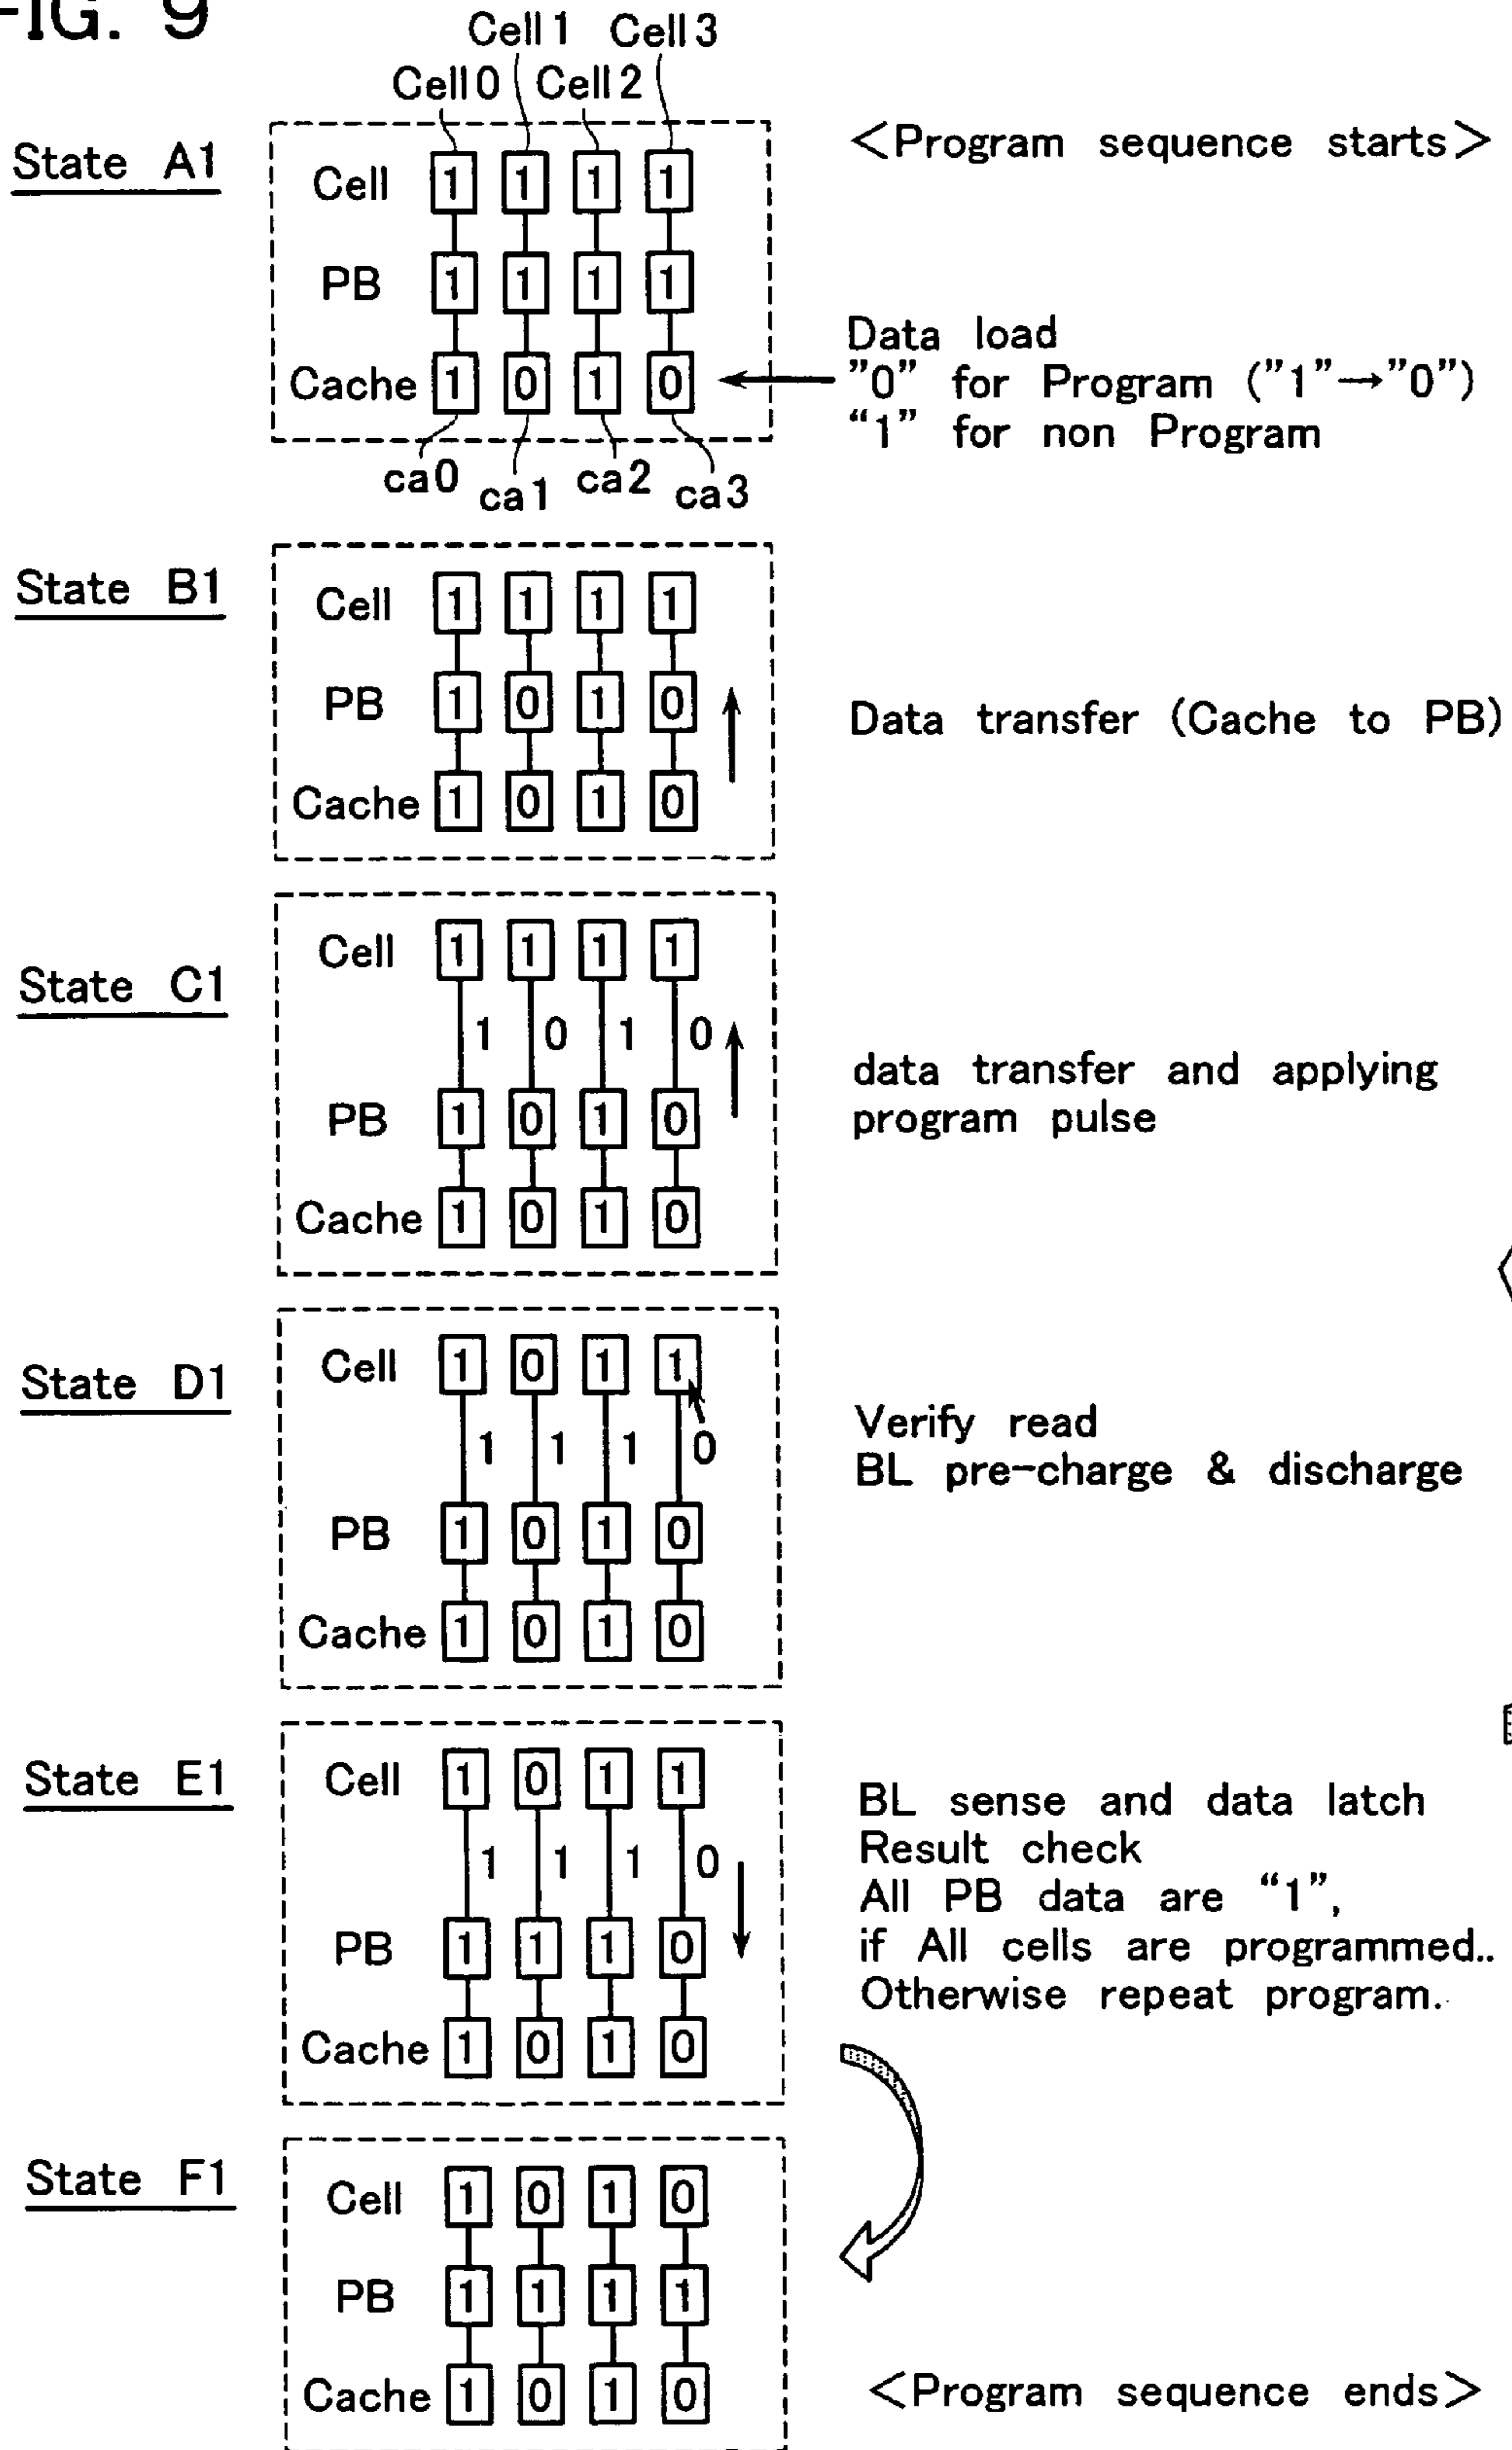 FIG. 9
Cell 1 Cell 3
Cell 0 Cell 2
State A1
<Program sequence starts>
Cell 1 1 1 1
PB 1 1 1 1
Cache 1 0 1 0
Data load
"0" for Program ("1"→"0")
“1” for non Program
ca0 ca1 ca2 ca3
State B1
Cell 1 1 1 1
PB 1 0 1 0
Cache 1 0 1 0
Data transfer (Cache to PB)
State C1
Cell 1 1 1 1
1 0 1 0
PB 1 0 1 0
Cache 1 0 1 0
data transfer and applying
program pulse
State D1
Cell 1 0 1 1
1 1 1 0
PB 1 0 1 0
Cache 1 0 1 0
Verify read
BL pre-charge & discharge
State E1
Cell 1 0 1 1
1 1 1 0
PB 1 1 1 0
Cache 1 0 1 0
BL sense and data latch
Result check
All PB data are “1”,
if All cells are programmed..
Otherwise repeat program.
State F1
Cell 1 0 1 0
PB 1 1 1 1
Cache 1 0 1 0
<Program sequence ends>